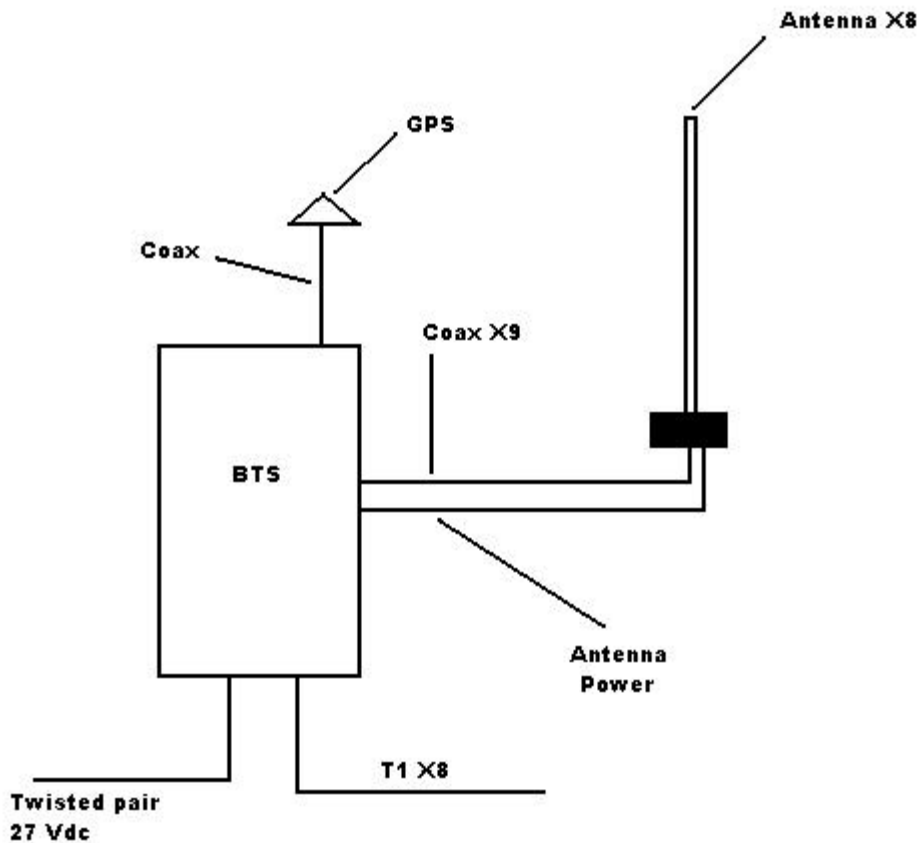 Antenna X8
GPS
Coax
Coax X9
BTS
Antenna
Power
T1 X8
Twisted pair
27 Vdc